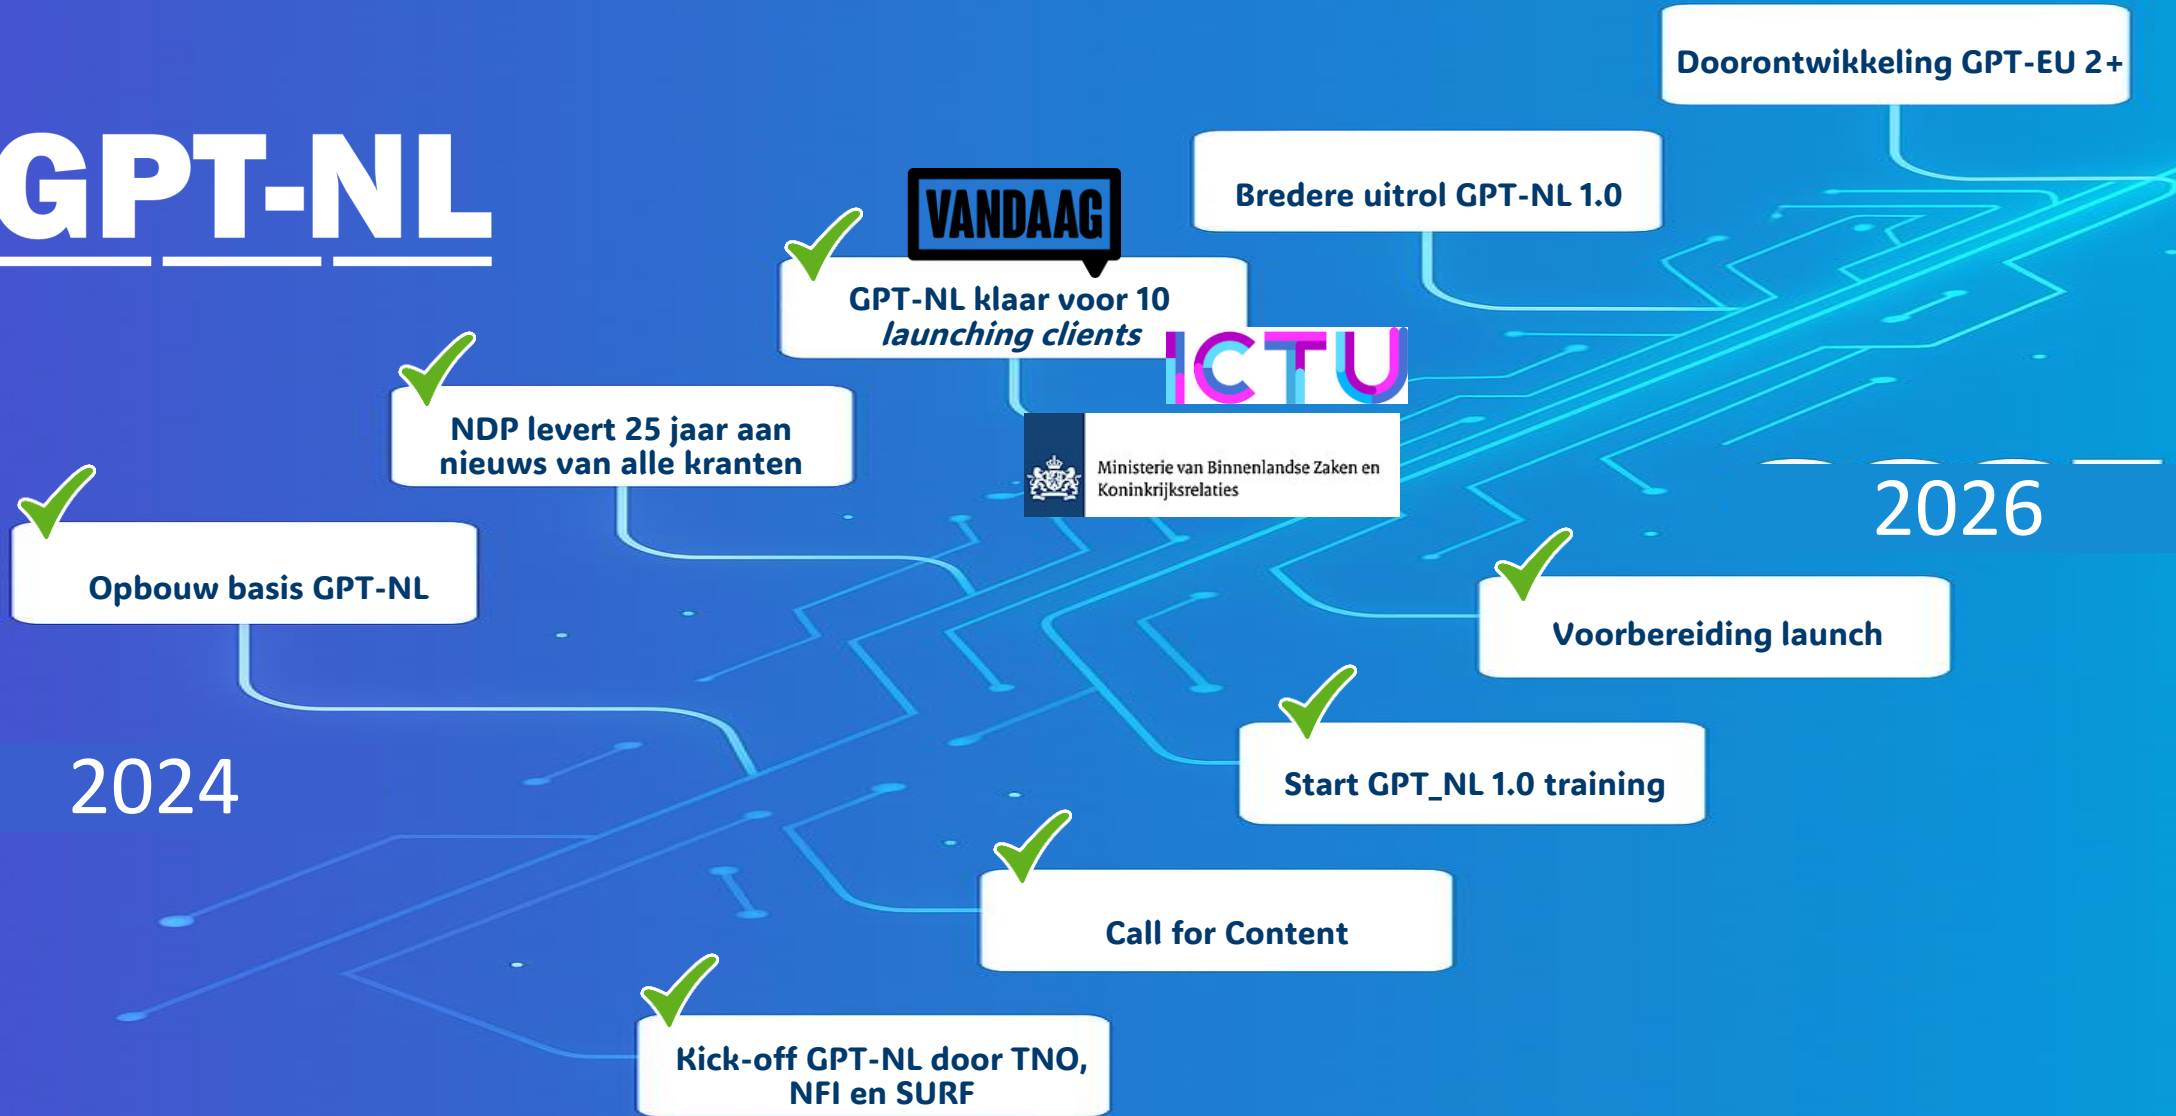 Doorontwikkeling GPT-EU 2+
GPT-NL
Bredere uitrol GPT-NL 1.0
VANDAAG
GPT-NL klaar voor 10
launching clients
ICTU
NDP levert 25 jaar aan
nieuws van alle kranten
Ministerie van Binnenlandse Zaken en
Koninkrijksrelaties
2026
Opbouw basis GPT-NL
Voorbereiding launch
2024
Start GPT_NL 1.0 training
Call for Content
Kick-off GPT-NL door TNO,
NFI en SURF